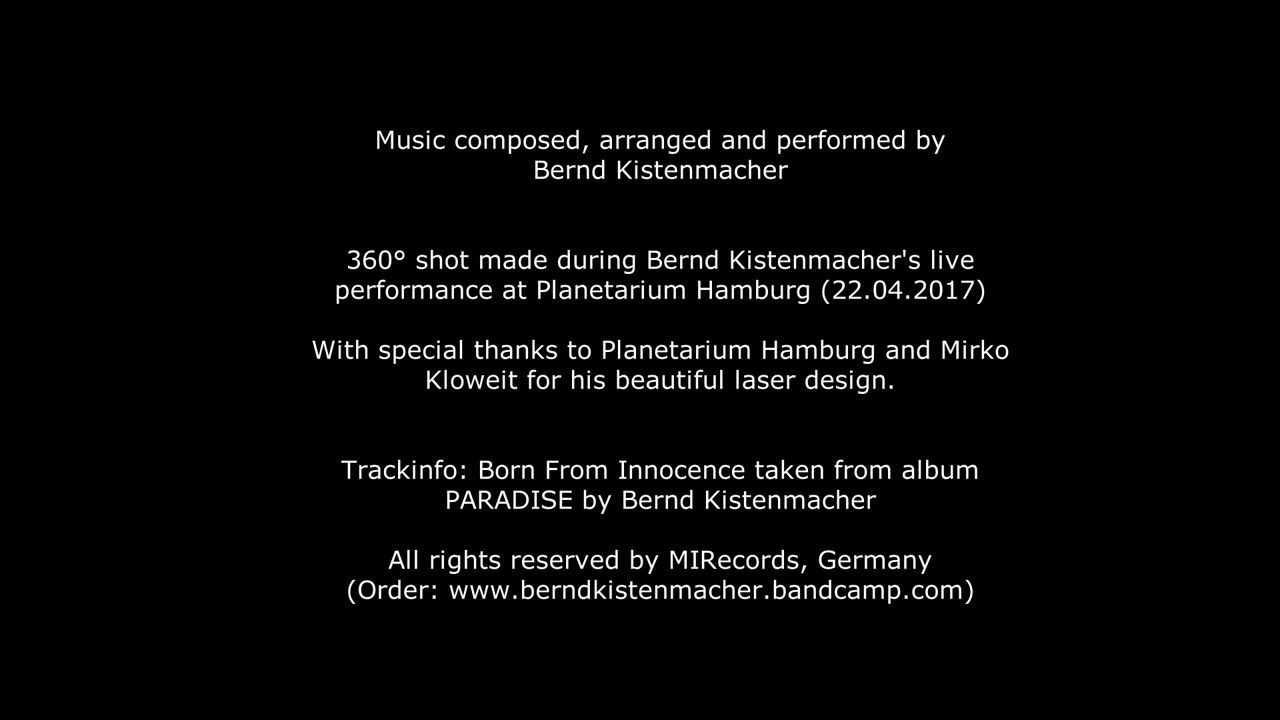 Music composed, arranged and performed by
Bernd Kistenmacher
360° shot made during Bernd Kistenmacher's live
performance at Planetarium Hamburg (22.04.2017)
With special thanks to Planetarium Hamburg and Mirko
Kloweit for his beautiful laser design.
Trackinfo: Born From Innocence taken from album
PARADISE by Bernd Kistenmacher
All rights reserved by MIRecords, Germany
(Order: www.berndkistenmacher.bandcamp.com)